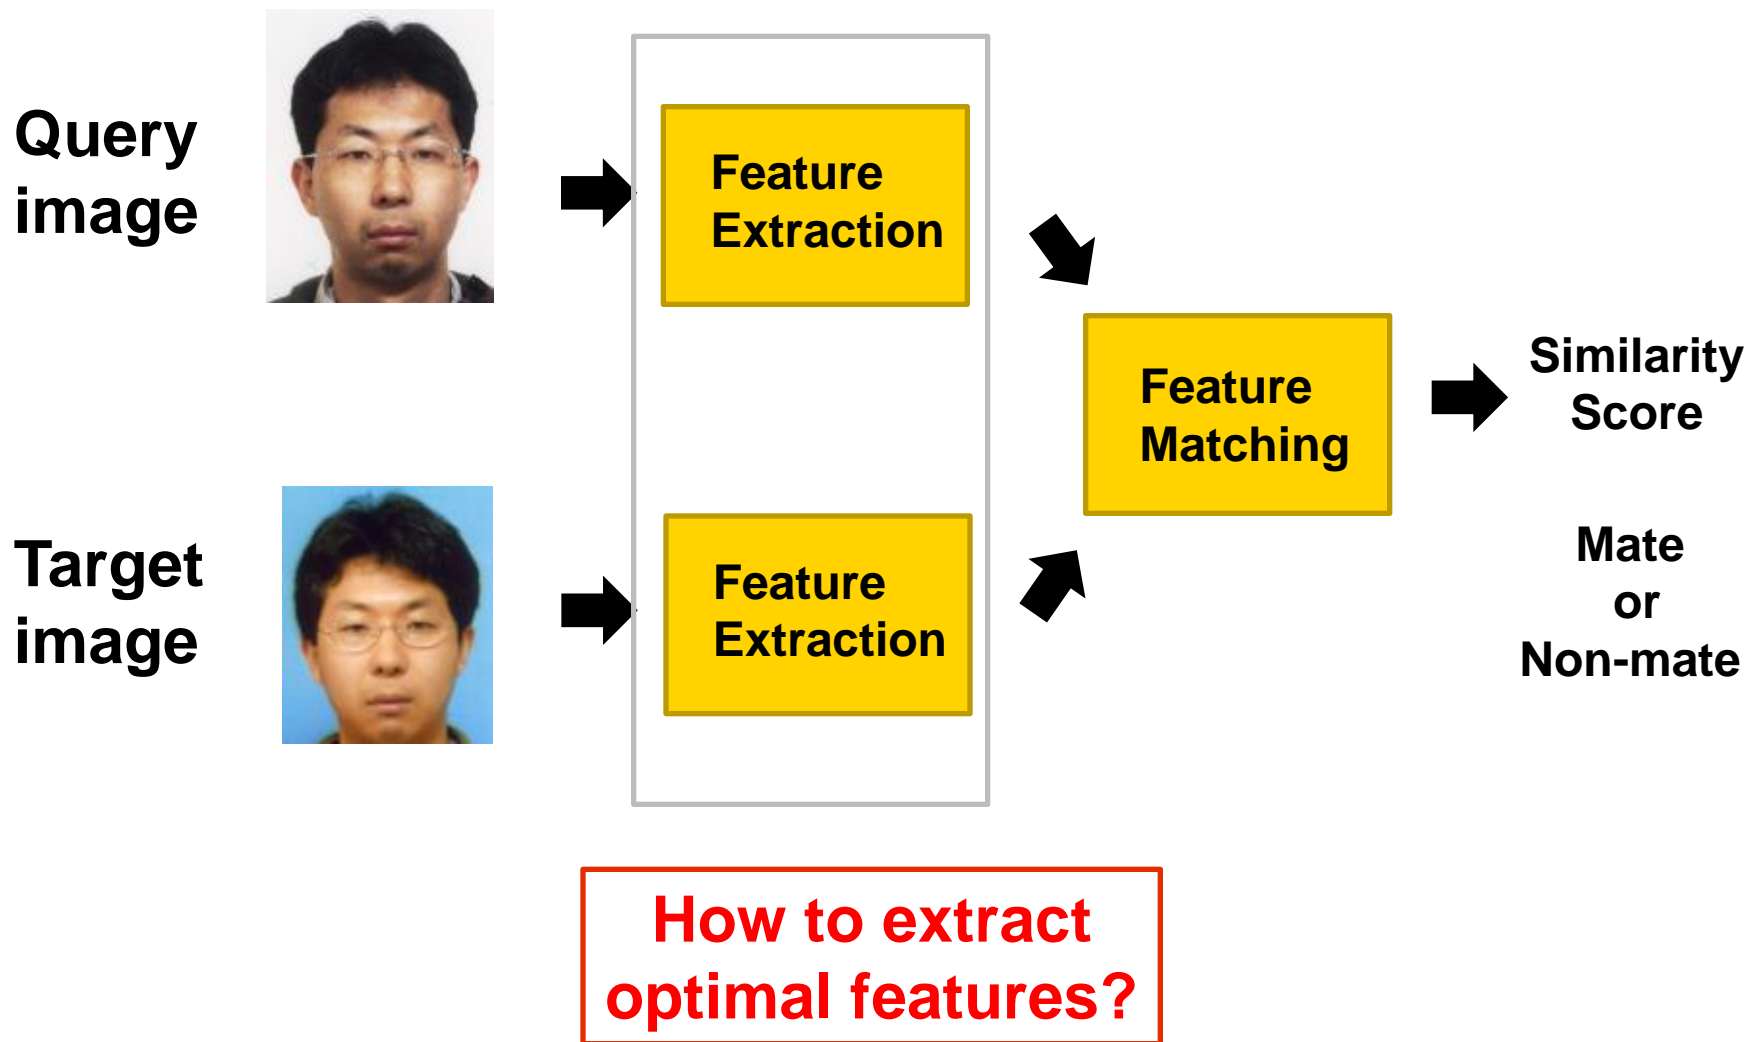 Query
image
Feature
Extraction
Feature
Matching
Similarity
Score
Target
image
Feature
Extraction
Mate
or
Non-mate
How to extract
optimal features?